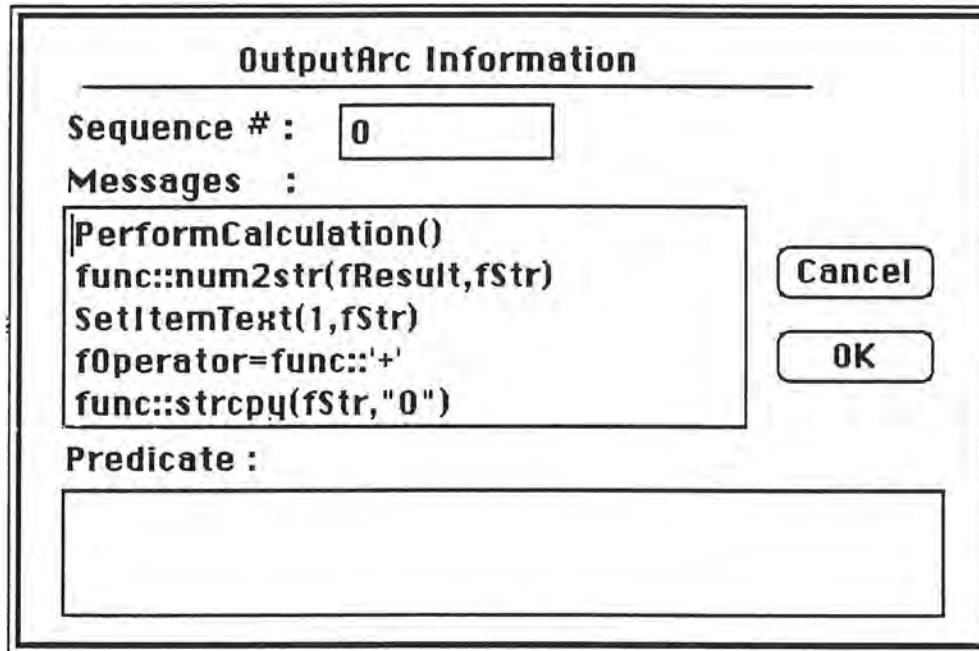 OutputArc Information
Sequence # : 0
Messages :
PerformCalculation()
func::num2str(fResult,fStr)
SetItemText(1,fStr)
fOperator=func::'+'
func::strcpy(fStr,"0")
Cancel
OK
Predicate :